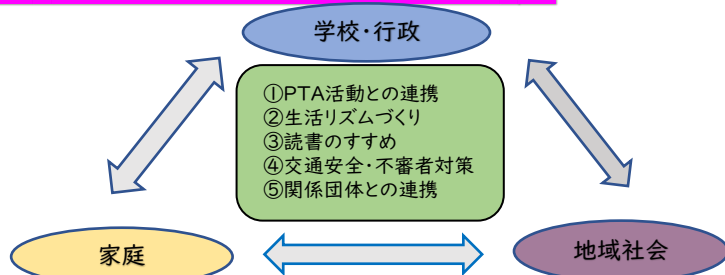 学校・行政
①PTA活動との連携
②生活リズムづくり
③読書のすすめ
④交通安全・不審者対策
⑤関係団体との連携
家庭
地域社会